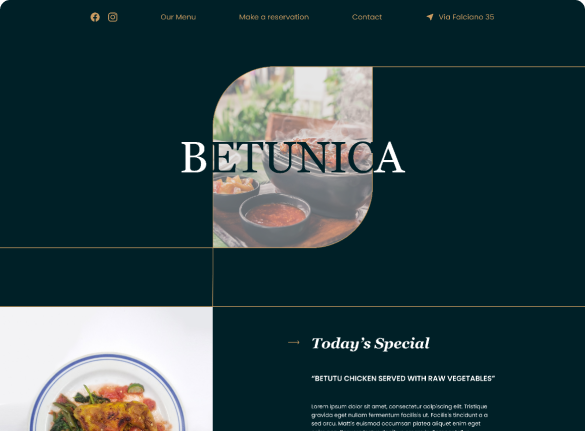 Our Menu
Make a reservation
Contact
Via Falciano 35
BETUNICA
Today's Special
"BETUTU CHICKEN SERVED WITH RAW VEGETABLES"
Lorem ipsum dolor sit amet, consectetur adipiscing elit. Tristique
gravida eget nullam fermentum facilisis ut. Facilisis tincidunt a a
sed arcu. Mattis euismod accumsan platea aliquet enim eget